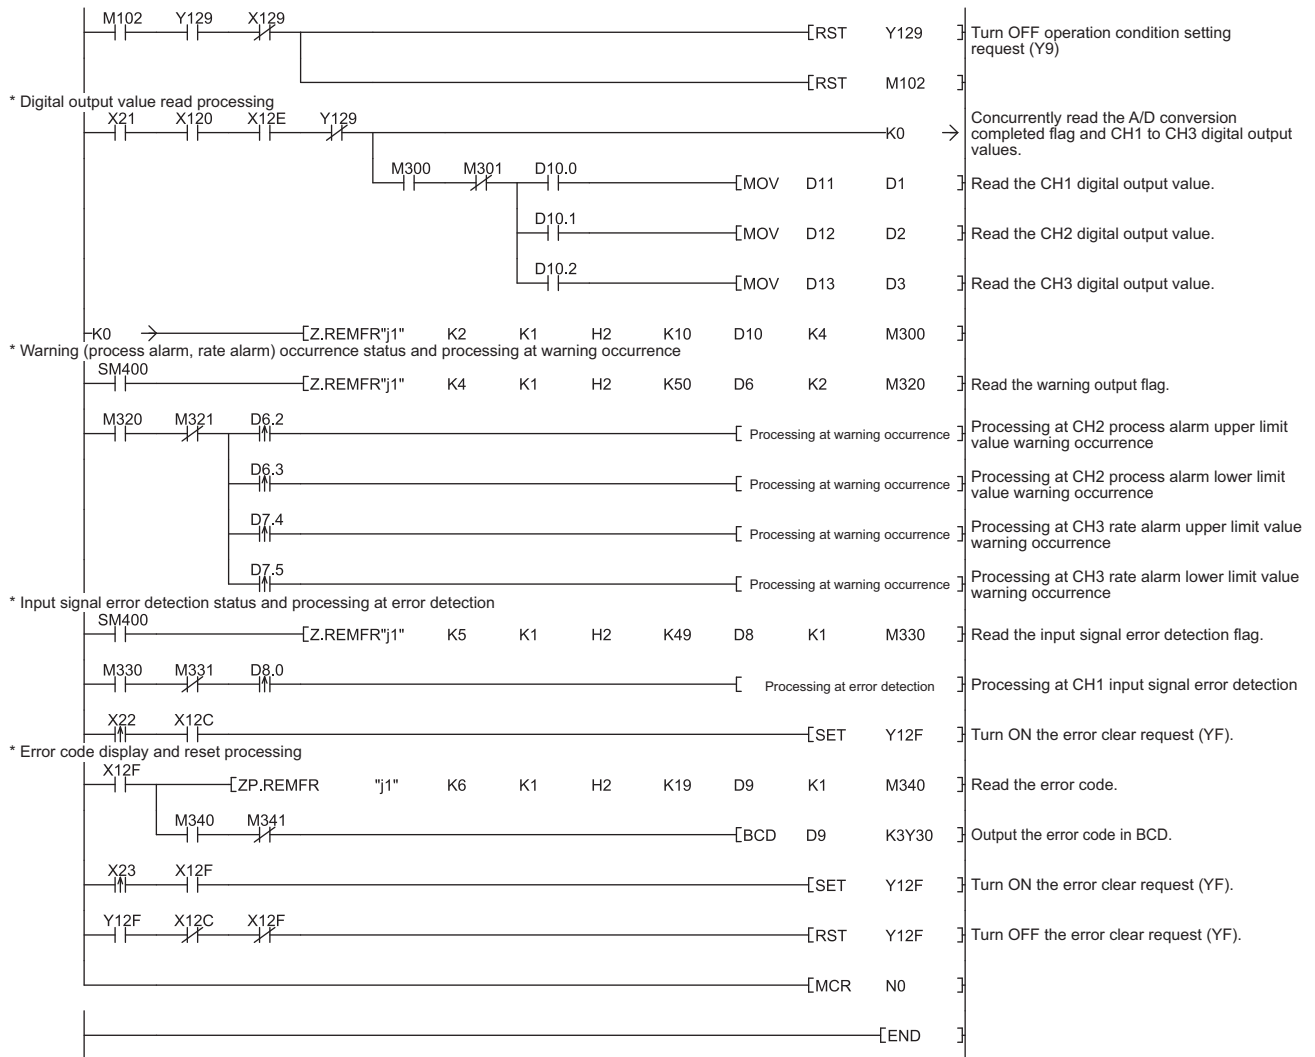 M102 Y129 X129
[RST Y129 ] Turn OFF operation condition setting
request (Y9)
[RST M102 ]
* Digital output value read processing
X21 X120 X12E Y129
K0 → Concurrently read the A/D conversion
completed flag and CH1 to CH3 digital output
values.
M300 M301 D10.0
[MOV D11 D1 ] Read the CH1 digital output value.
D10.1
[MOV D12 D2 ] Read the CH2 digital output value.
D10.2
[MOV D13 D3 ] Read the CH3 digital output value.
K0 → [Z.REMFR"j1" K2 K1 H2 K10 D10 K4 M300 ]
* Warning (process alarm, rate alarm) occurrence status and processing at warning occurrence
SM400
[Z.REMFR"j1" K4 K1 H2 K50 D6 K2 M320 ] Read the warning output flag.
M320 M321 D6.2
[ Processing at warning occurrence ] Processing at CH2 process alarm upper limit
value warning occurrence
D6.3
[ Processing at warning occurrence ] Processing at CH2 process alarm lower limit
value warning occurrence
D7.4
[ Processing at warning occurrence ] Processing at CH3 rate alarm upper limit value
warning occurrence
D7.5
[ Processing at warning occurrence ] Processing at CH3 rate alarm lower limit value
warning occurrence
* Input signal error detection status and processing at error detection
SM400
[Z.REMFR"j1" K5 K1 H2 K49 D8 K1 M330 ] Read the input signal error detection flag.
M330 M331 D8.0
[ Processing at error detection ] Processing at CH1 input signal error detection
X22 X12C
[SET Y12F ] Turn ON the error clear request (YF).
* Error code display and reset processing
X12F
[ZP.REMFR "j1" K6 K1 H2 K19 D9 K1 M340 ] Read the error code.
M340 M341
[BCD D9 K3Y30 ] Output the error code in BCD.
X23 X12F
[SET Y12F ] Turn ON the error clear request (YF).
Y12F X12C X12F
[RST Y12F ] Turn OFF the error clear request (YF).
[MCR N0 ]
[END ]